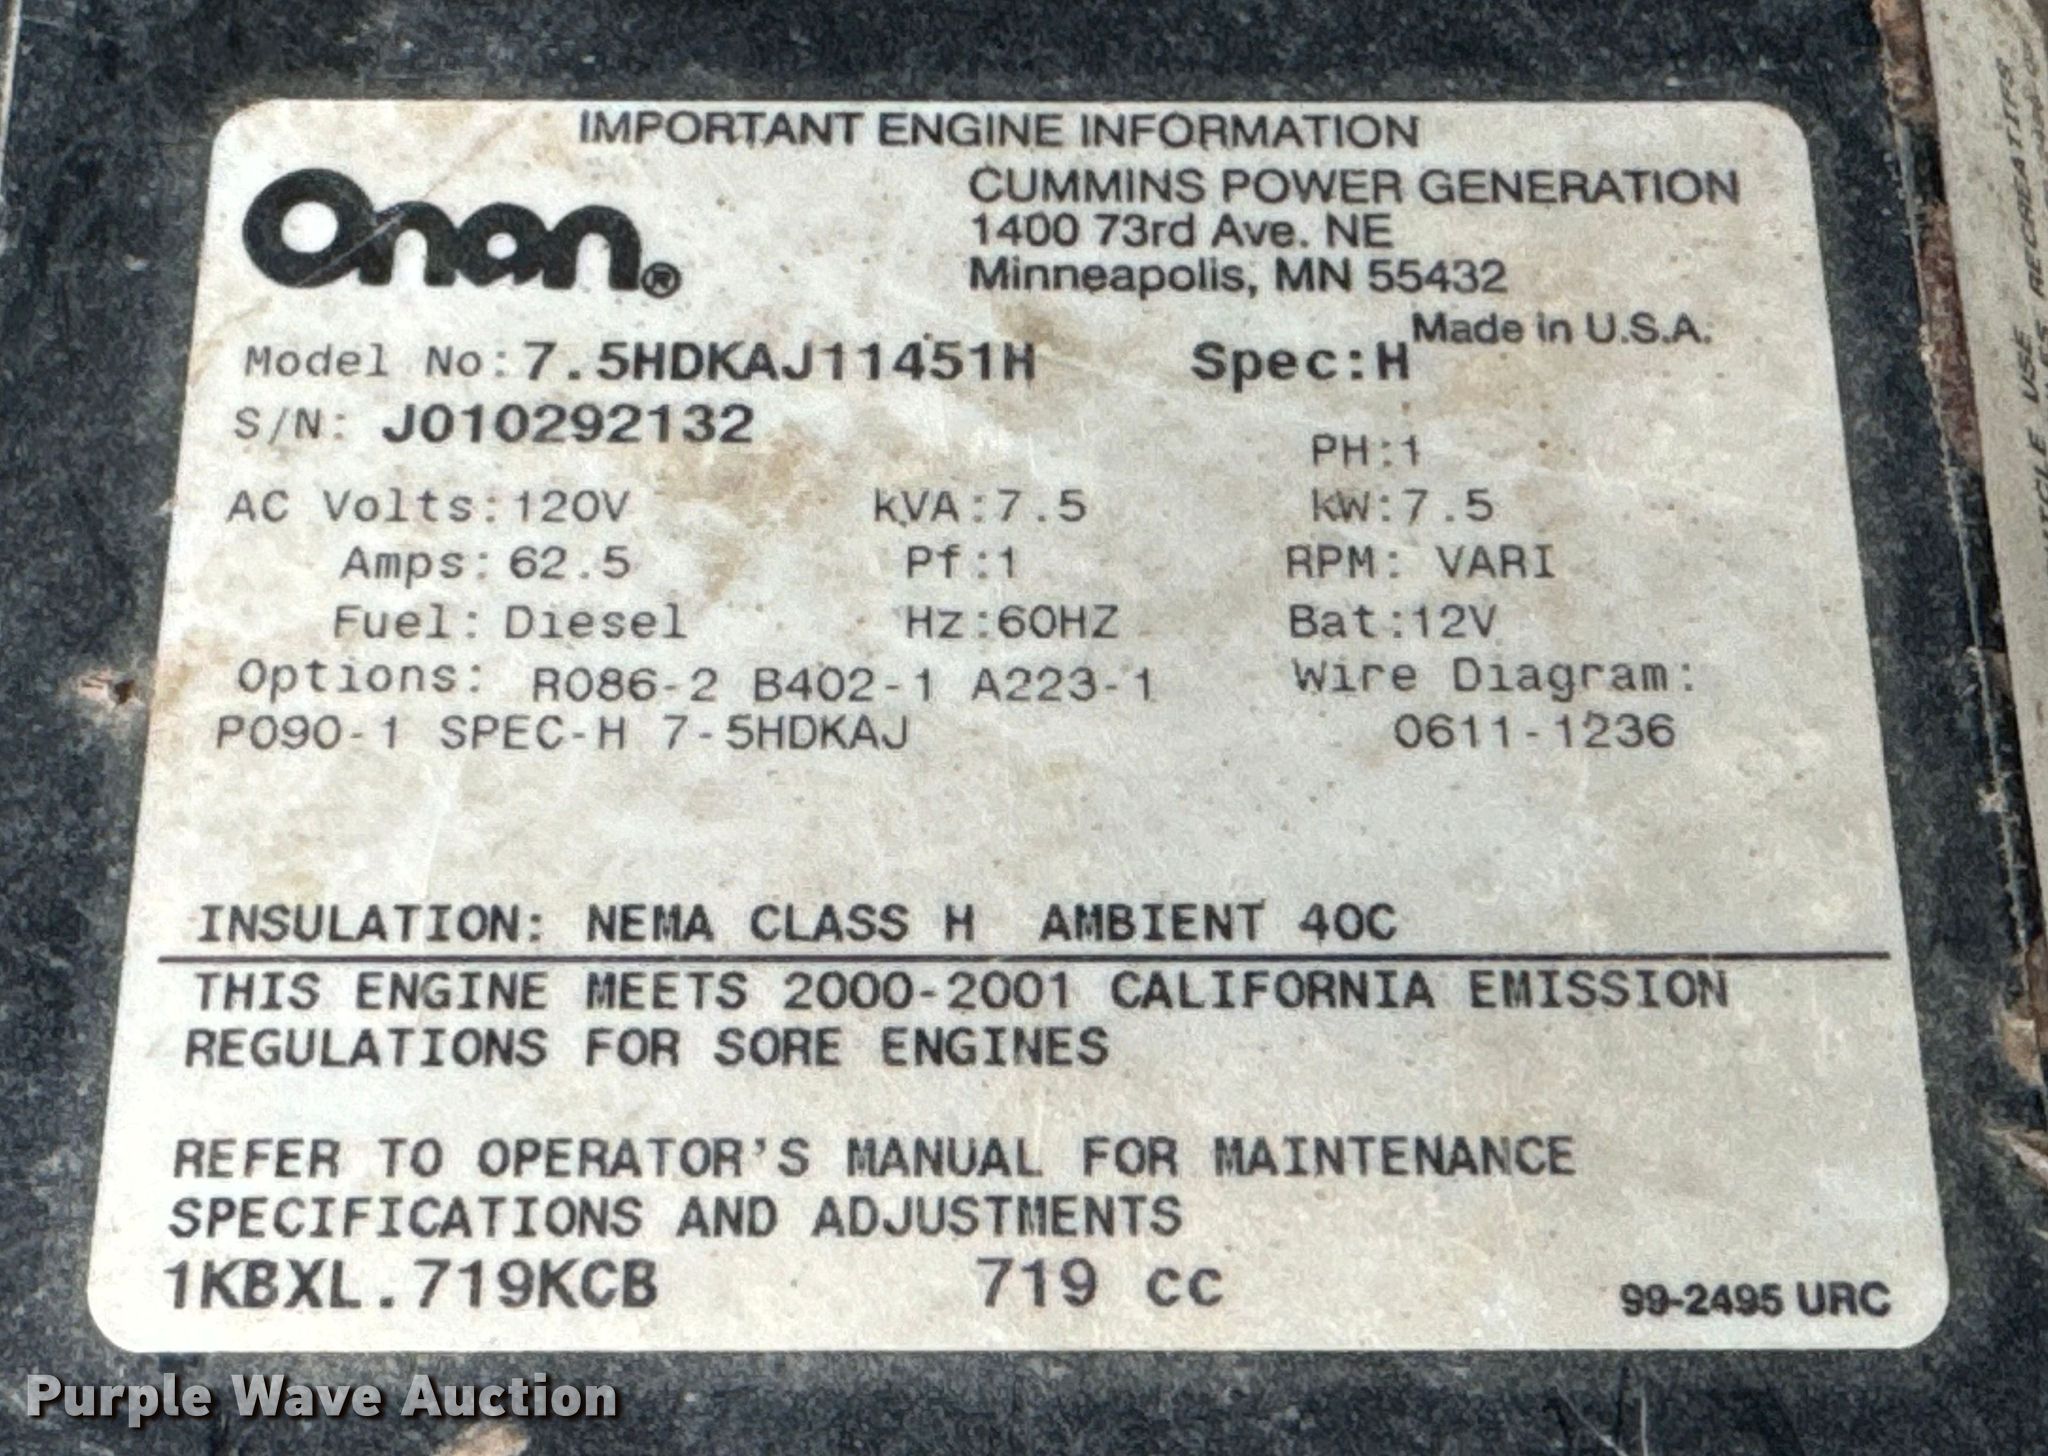 IMPORTANT ENGINE INFORMATION
Onan®
CUMMINS POWER GENERATION
1400 73rd Ave. NE
Minneapolis, MN 55432
Made in U.S.A.
Model No:7.5HDKAJ11451H Spec:H
S/N: J010292132
PH:1
AC Volts:120V kVA:7.5 kW:7.5
Amps:62.5 Pf:1 RPM: VARI
Fuel: Diesel Hz:60HZ Bat:12V
Options: R086-2 B402-1 A223-1 Wire Diagram:
P090-1 SPEC-H 7-5HDKAJ 0611-1236
INSULATION: NEMA CLASS H AMBIENT 40C
THIS ENGINE MEETS 2000-2001 CALIFORNIA EMISSION
REGULATIONS FOR SORE ENGINES
REFER TO OPERATOR'S MANUAL FOR MAINTENANCE
SPECIFICATIONS AND ADJUSTMENTS
1KBXL.719KCB 719 cc
99-2495 URC
Purple Wave Auction